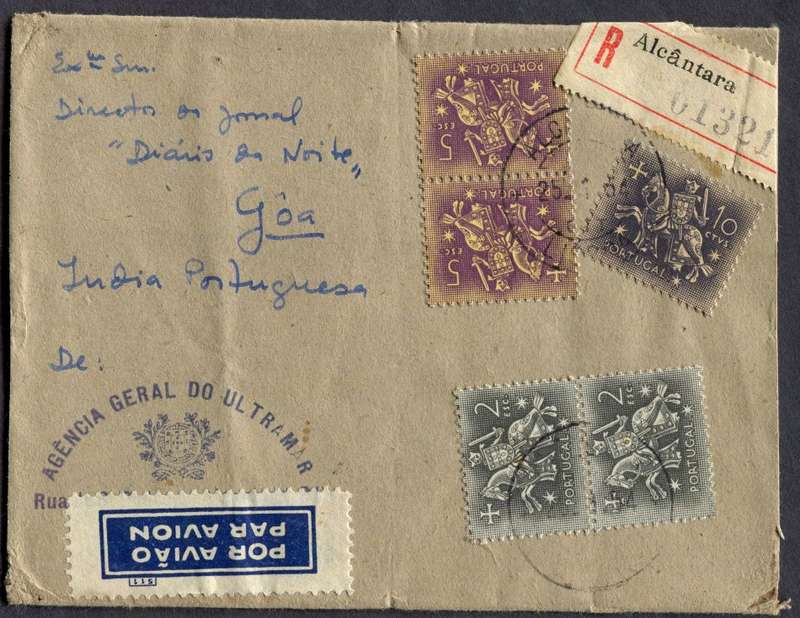 Exmo Snr.
Director do Jornal
"Diário da Noite"
Gôa
India Portuguesa
De:
AGÊNCIA GERAL DO ULTRAMAR
Rua
POR AVIÃO
PAR AVION
311
R Alcântara
01321
PORTUGAL
5 ESC
PORTUGAL
5 ESC
10 CTVS
PORTUGAL
2 ESC
PORTUGAL
2 ESC
PORTUGAL